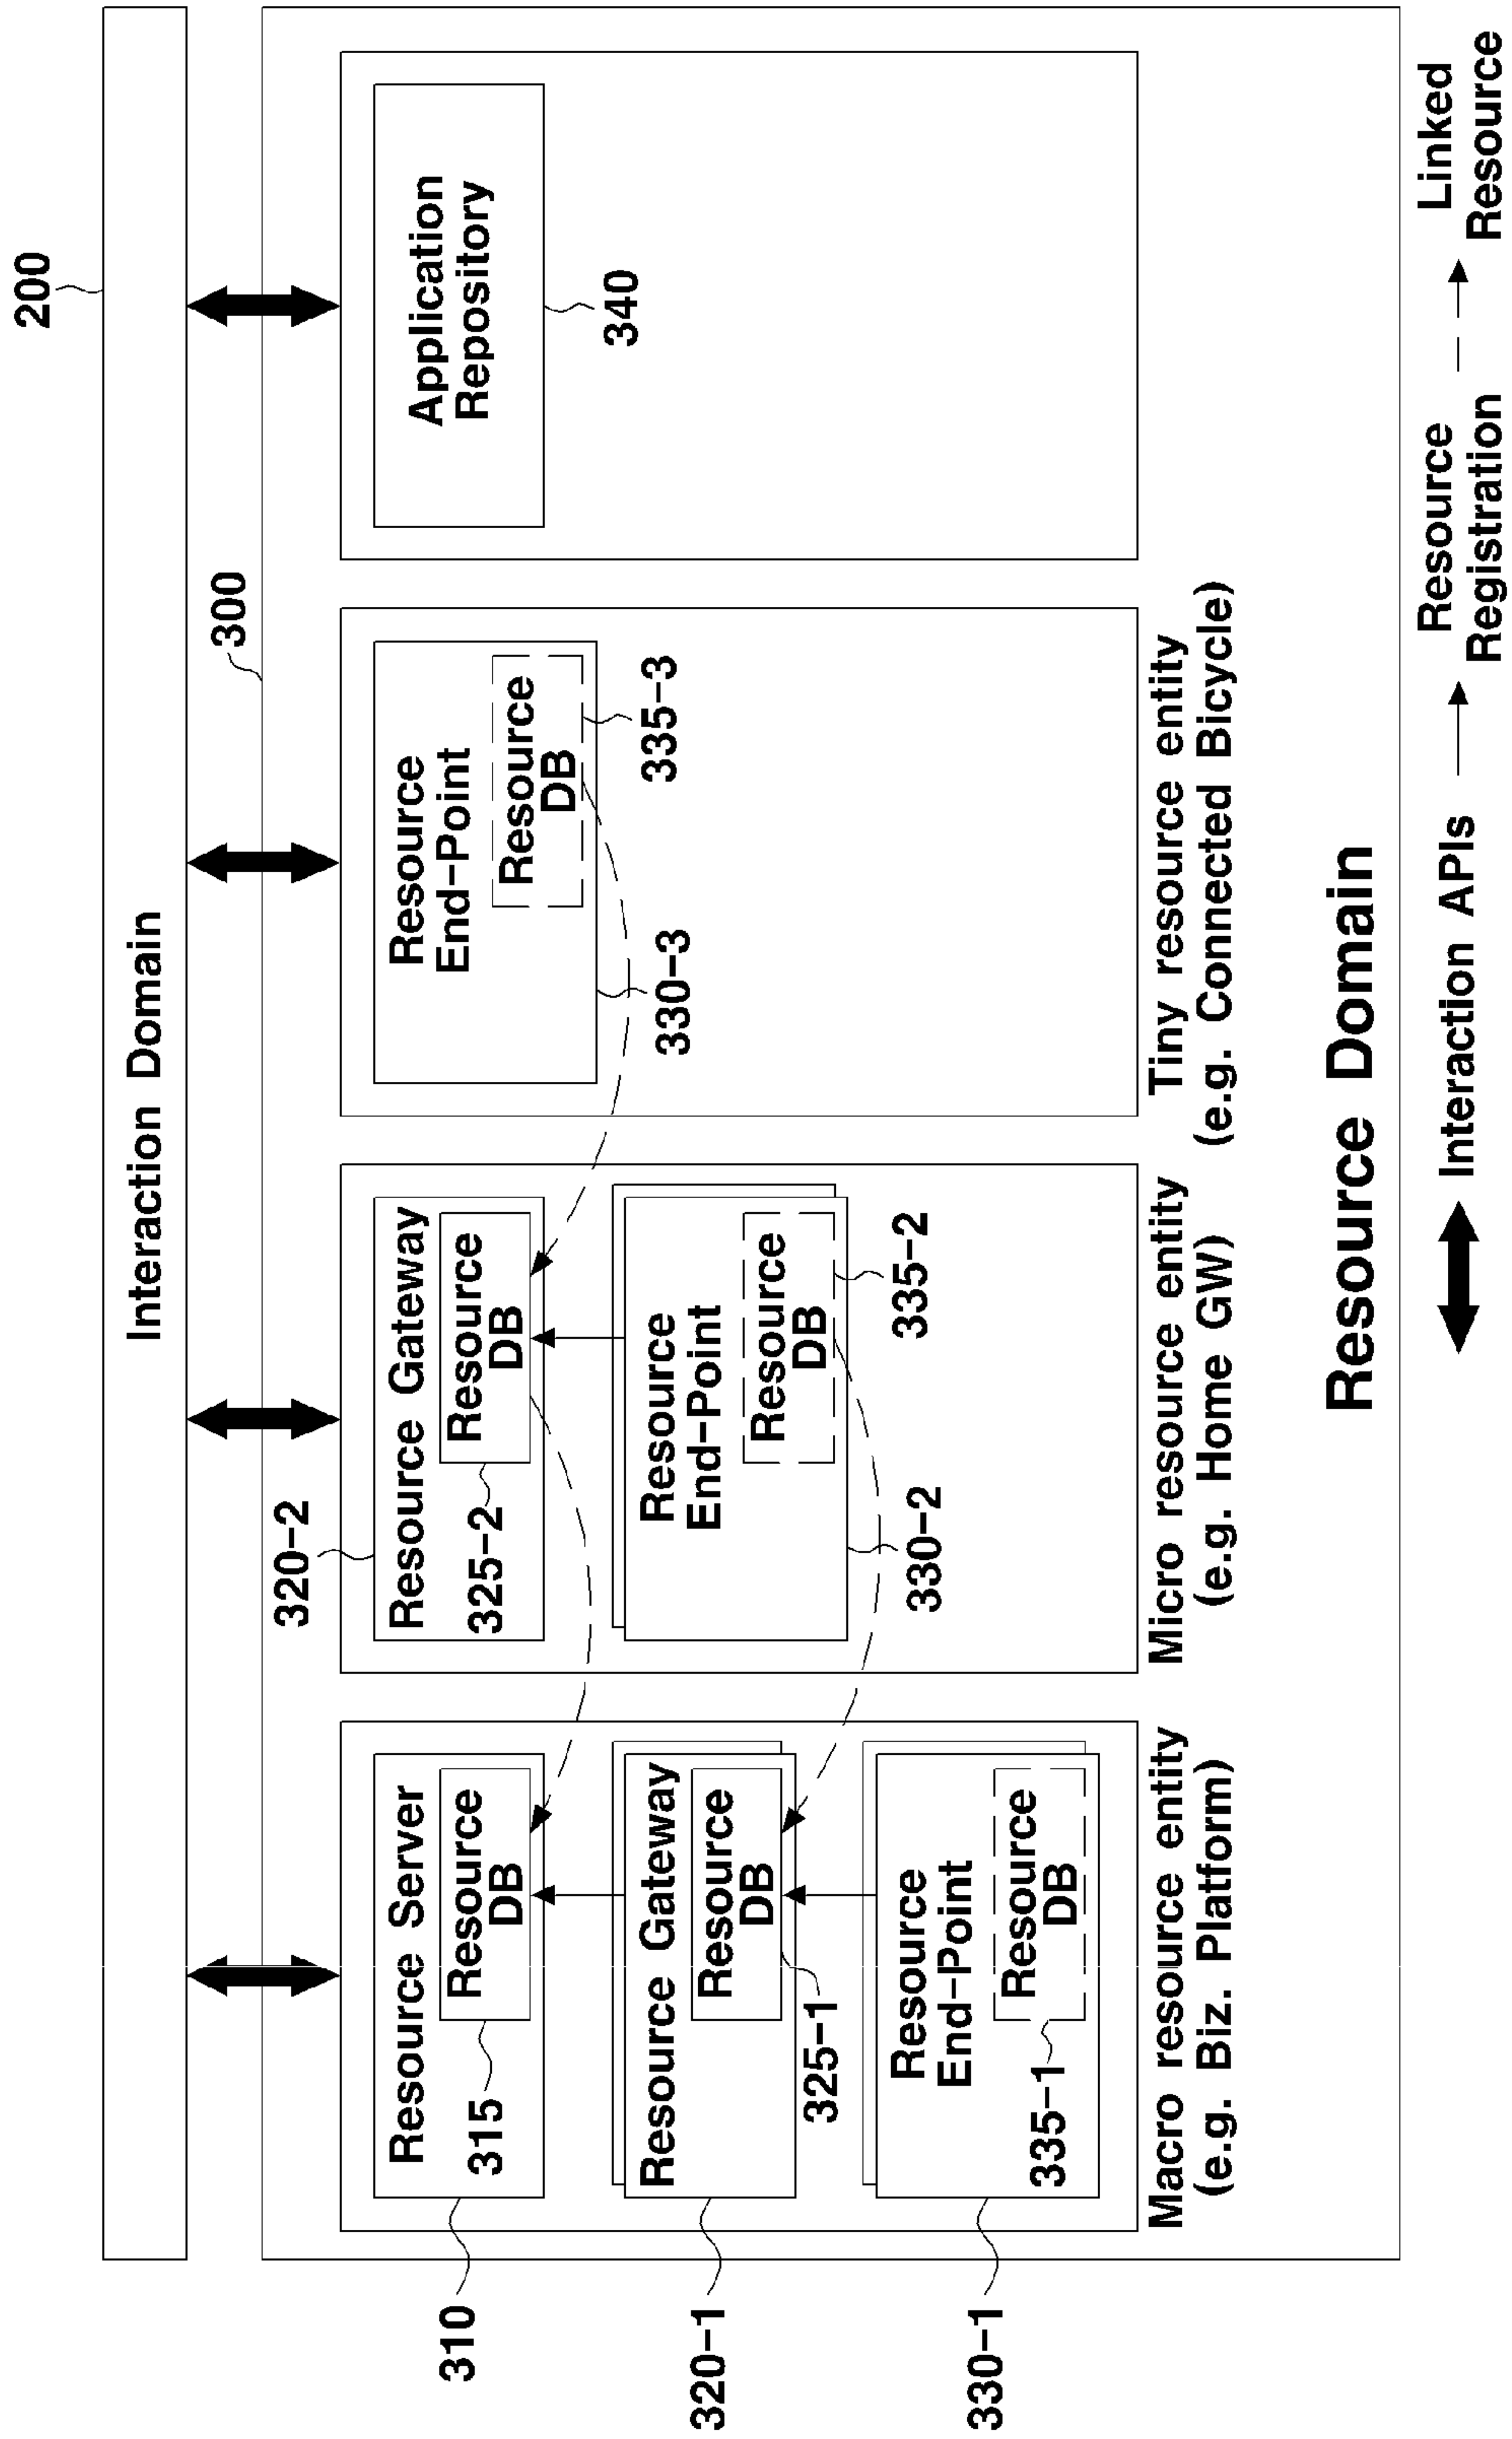 200
Interaction Domain
300
320-2
Resource Server
Resource
DB
315
310
Resource Gateway
Resource
DB
325-1
320-1
Resource
End-Point
Resource
DB
335-1
330-1
Macro resource entity
(e.g. Biz. Platform)
Resource Gateway
Resource
DB
325-2
Resource
End-Point
Resource
DB
335-2
330-2
Micro resource entity
(e.g. Home GW)
Resource
End-Point
Resource
DB
335-3
330-3
Tiny resource entity
(e.g. Connected Bicycle)
Application
Repository
340
Resource Domain
Interaction APIs
Resource
Registration
Linked
Resource